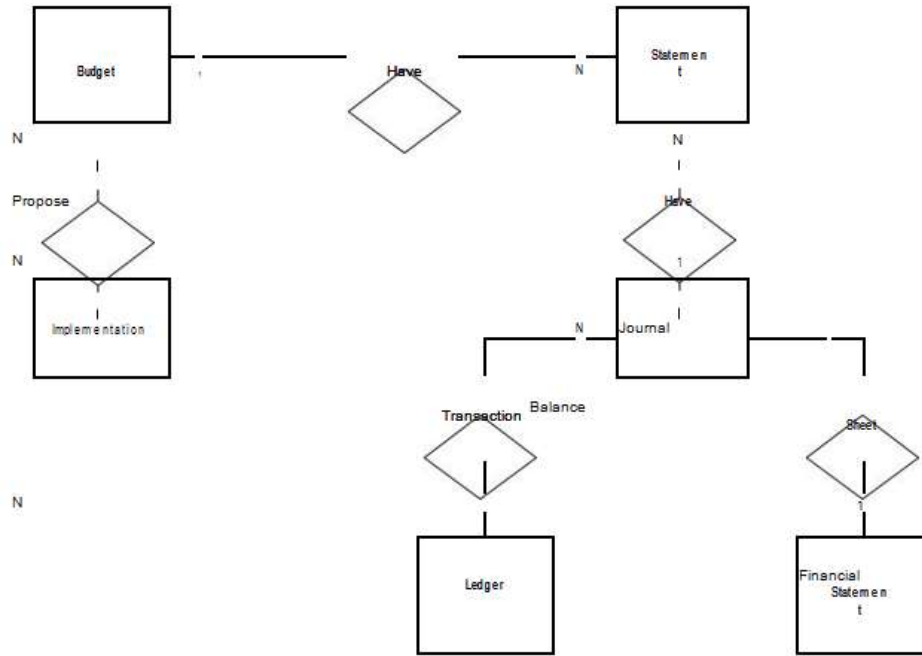 Budget
1
Have
N
Statemen
t
N
N
Propose
Have
N
1
Implementation
N
Journal
Transaction
Balance
Sheet
N
1
Ledger
Financial
Statemen
t